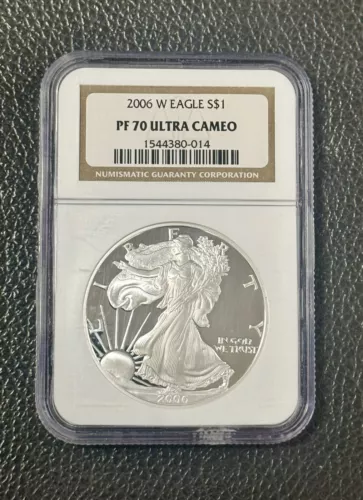 2006 W EAGLE S$1
PF 70 ULTRA CAMEO
1544380-014
NUMISMATIC GUARANTY CORPORATION
LIBERTY
IN GOD
WE TRUST
2006